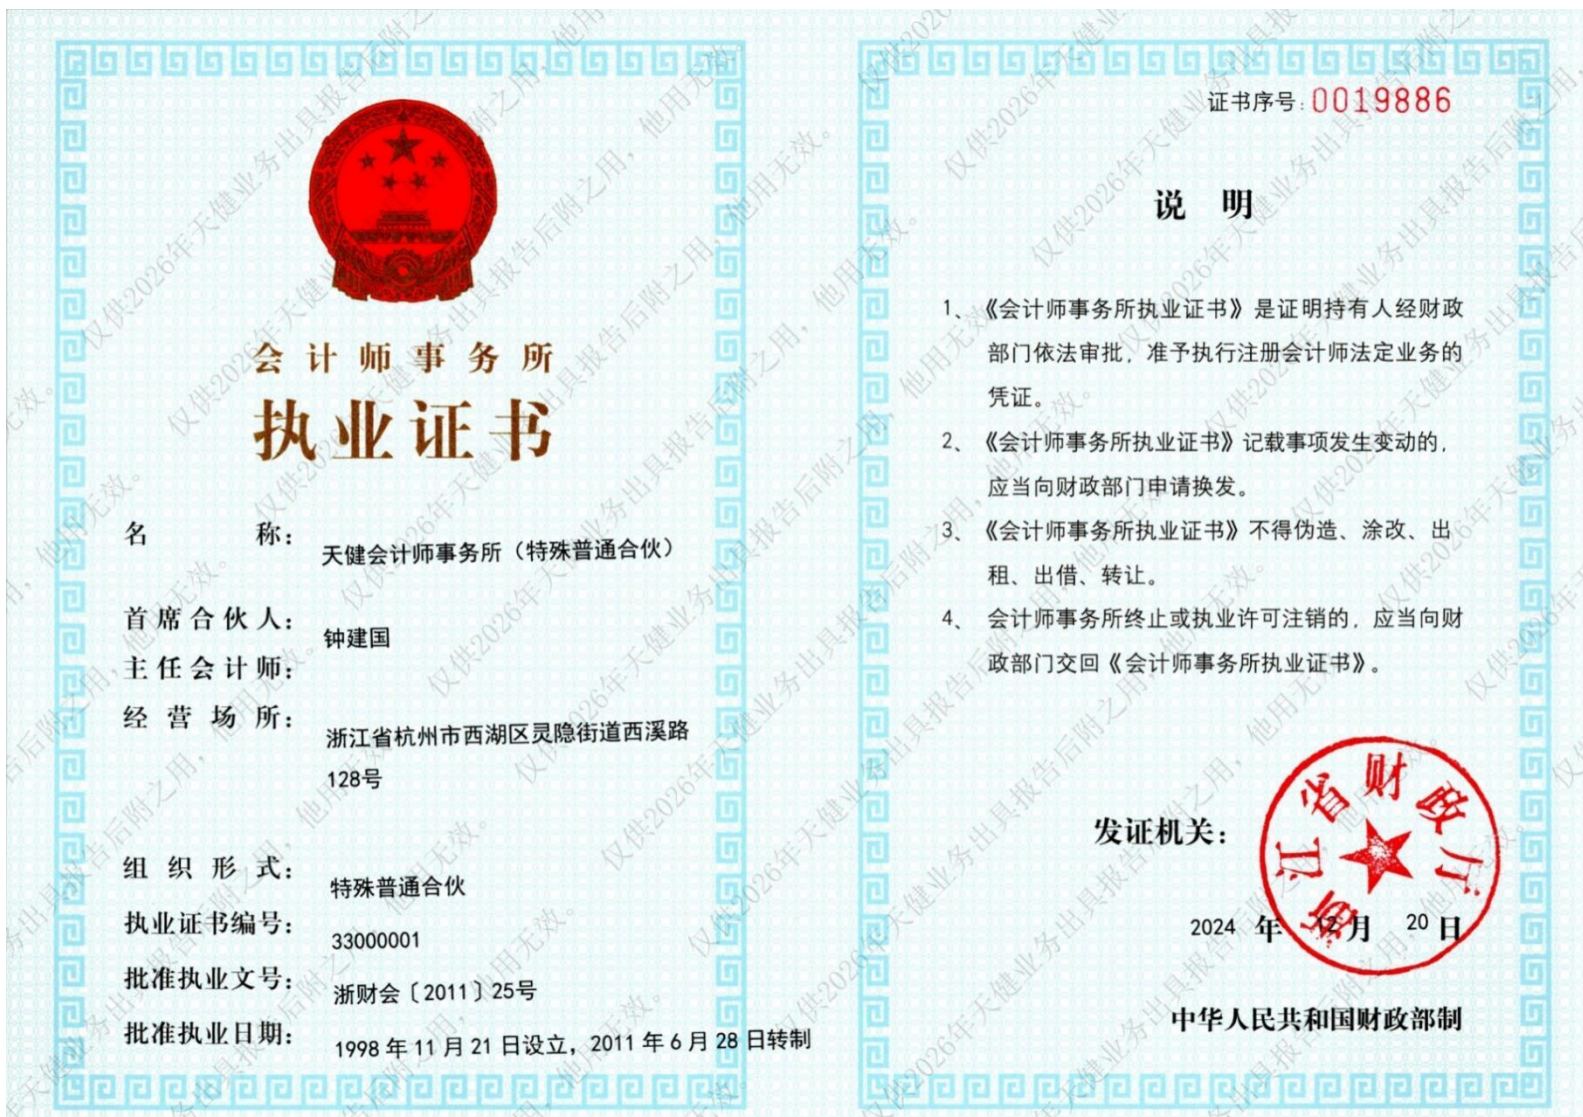 会计师事务所
执业证书
名称：天健会计师事务所（特殊普通合伙）
首席合伙人：钟建国
主任会计师：
经营场所：浙江省杭州市西湖区灵隐街道西溪路
128号
组织形式：特殊普通合伙
执业证书编号：33000001
批准执业文号：浙财会〔2011〕25号
批准执业日期：1998年11月21日设立，2011年6月28日转制
证书序号：0019886
说明
1、《会计师事务所执业证书》是证明持有人经财政
部门依法审批，准予执行注册会计师法定业务的
凭证。
2、《会计师事务所执业证书》记载事项发生变动的，
应当向财政部门申请换发。
3、《会计师事务所执业证书》不得伪造、涂改、出
租、出借、转让。
4、会计师事务所终止或执业许可注销的，应当向财
政部门交回《会计师事务所执业证书》。
发证机关：
浙江省财政厅
2024年12月20日
中华人民共和国财政部制
仅供2026年天健业务出具报告后附之用，他用无效。